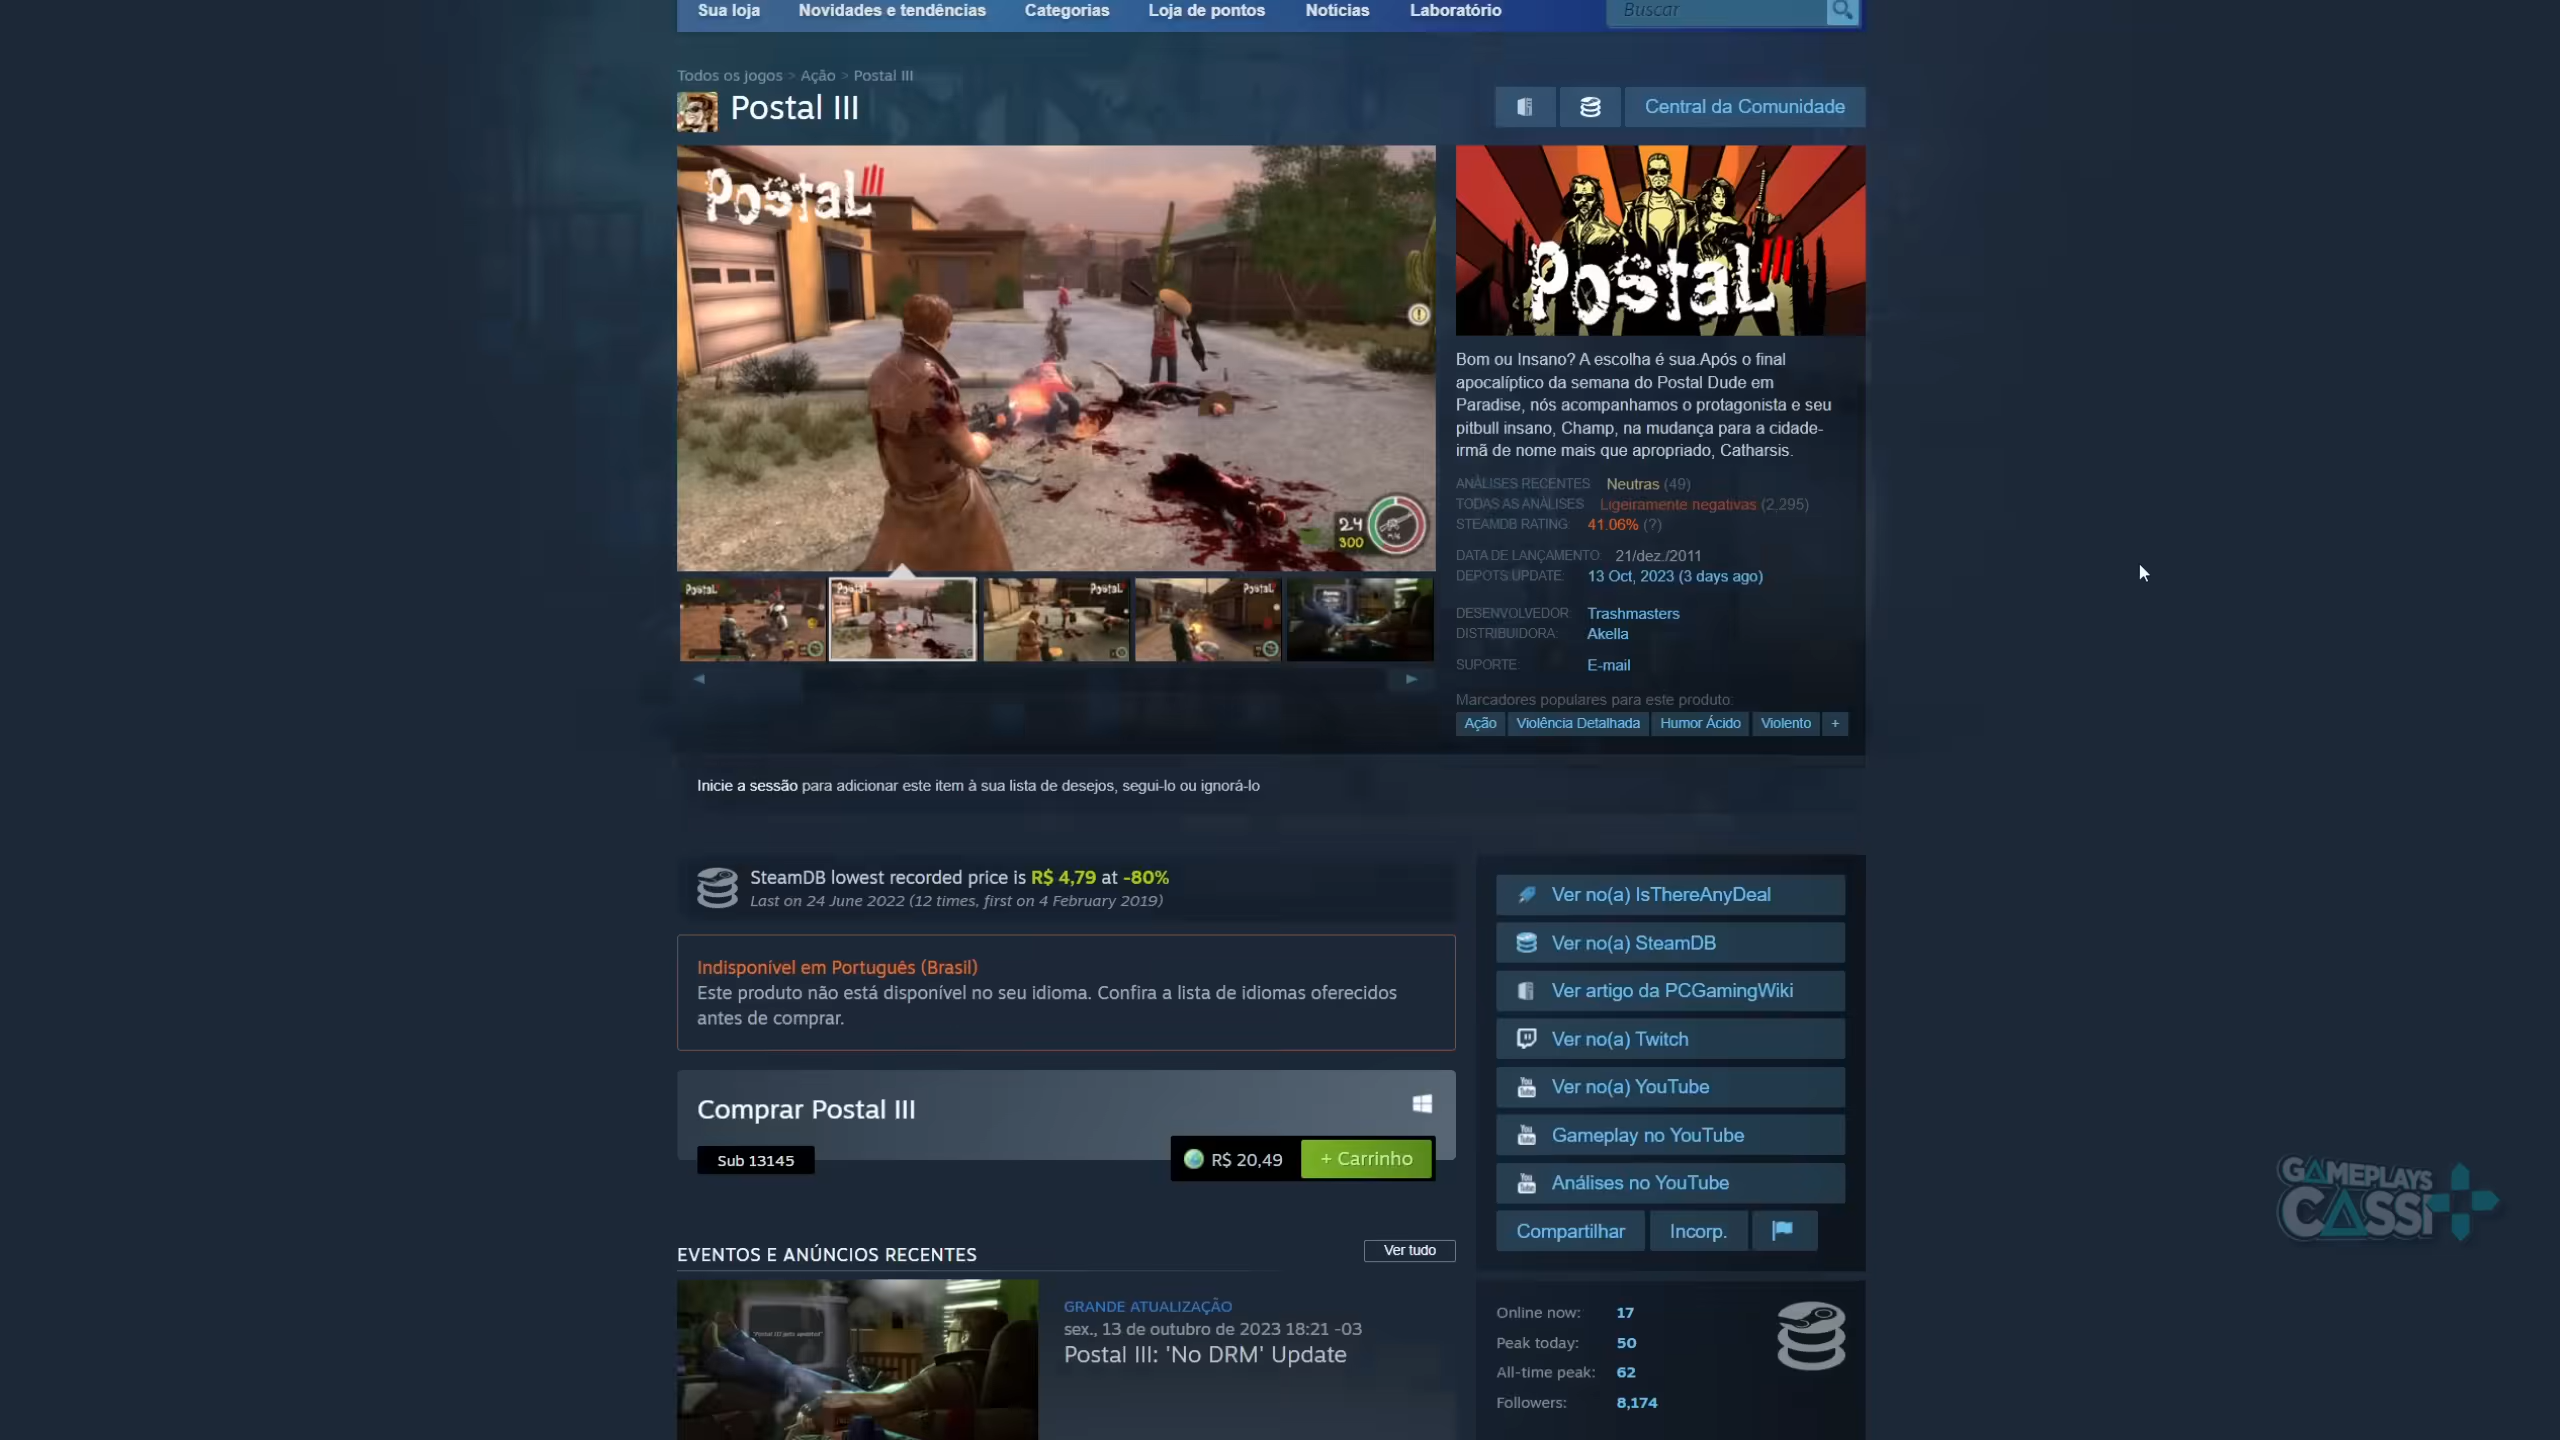 Sua loja Novidades e tendências Categorias Loja de pontos Notícias Laboratório Buscar
Todos os jogos > Ação > Postal III
Postal III
Central da Comunidade
PostaL III
PostaL III
Bom ou Insano? A escolha é sua.Após o final
apocalíptico da semana do Postal Dude em
Paradise, nós acompanhamos o protagonista e seu
pitbull insano, Champ, na mudança para a cidade-
irmã de nome mais que apropriado, Catharsis.
ANÁLISES RECENTES Neutras (49)
TODAS AS ANÁLISES Ligeiramente negativas (2,295)
STEAMDB RATING: 41.06% (?)
24
300
DATA DE LANÇAMENTO: 21/dez./2011
DEPOTS UPDATE: 13 Oct, 2023 (3 days ago)
DESENVOLVEDOR: Trashmasters
DISTRIBUIDORA: Akella
SUPORTE: E-mail
Marcadores populares para este produto:
Ação Violência Detalhada Humor Ácido Violento +
PostaL PostaL PostaL PostaL
Inicie a sessão para adicionar este item à sua lista de desejos, segui-lo ou ignorá-lo
SteamDB lowest recorded price is R$ 4,79 at -80%
Last on 24 June 2022 (12 times, first on 4 February 2019)
Indisponível em Português (Brasil)
Este produto não está disponível no seu idioma. Confira a lista de idiomas oferecidos
antes de comprar.
Comprar Postal III
Sub 13145
R$ 20,49 + Carrinho
EVENTOS E ANÚNCIOS RECENTES Ver tudo
GRANDE ATUALIZAÇÃO
sex., 13 de outubro de 2023 18:21 -03
Postal III: 'No DRM' Update
Ver no(a) IsThereAnyDeal
Ver no(a) SteamDB
Ver artigo da PCGamingWiki
Ver no(a) Twitch
Ver no(a) YouTube
Gameplay no YouTube
Análises no YouTube
Compartilhar Incorp.
Online now: 17
Peak today: 50
All-time peak: 62
Followers: 8,174
GAMEPLAYS
CASSI